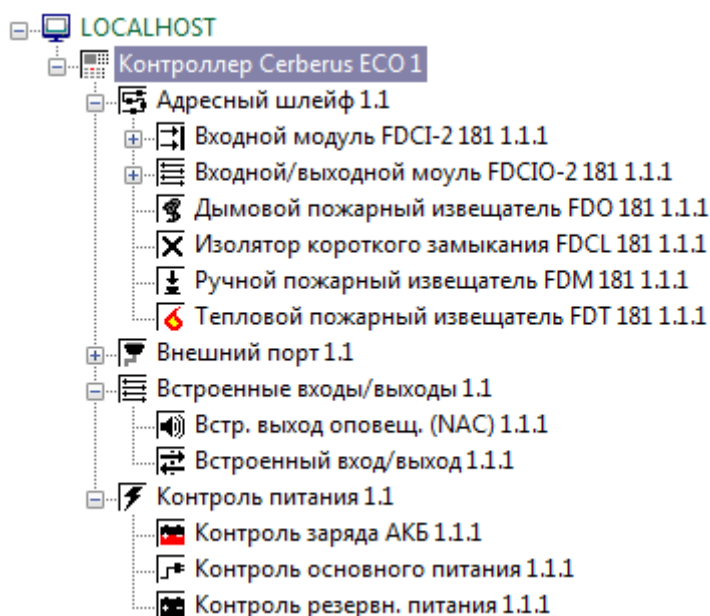 LOCALHOST
Контроллер Cerberus ECO 1
Адресный шлейф 1.1
Входной модуль FDCI-2 181 1.1.1
Входной/выходной моуль FDCIO-2 181 1.1.1
Дымовой пожарный извещатель FDO 181 1.1.1
Изолятор короткого замыкания FDCL 181 1.1.1
Ручной пожарный извещатель FDM 181 1.1.1
Тепловой пожарный извещатель FDT 181 1.1.1
Внешний порт 1.1
Встроенные входы/выходы 1.1
Встр. выход оповещ. (NAC) 1.1.1
Встроенный вход/выход 1.1.1
Контроль питания 1.1
Контроль заряда АКБ 1.1.1
Контроль основного питания 1.1.1
Контроль резервн. питания 1.1.1